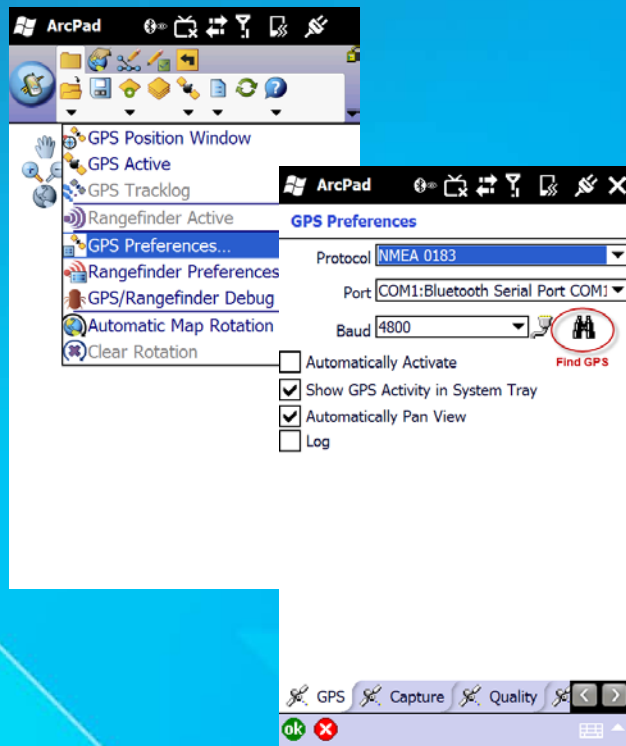 ArcPad
GPS Position Window
GPS Active
GPS Tracklog
Rangefinder Active
GPS Preferences...
Rangefinder Preferences
GPS/Rangefinder Debug
Automatic Map Rotation
Clear Rotation
ArcPad
GPS Preferences
Protocol NMEA 0183
Port COM1:Bluetooth Serial Port COM1
Baud 4800
Find GPS
Automatically Activate
Show GPS Activity in System Tray
Automatically Pan View
Log
GPS Capture Quality
ok